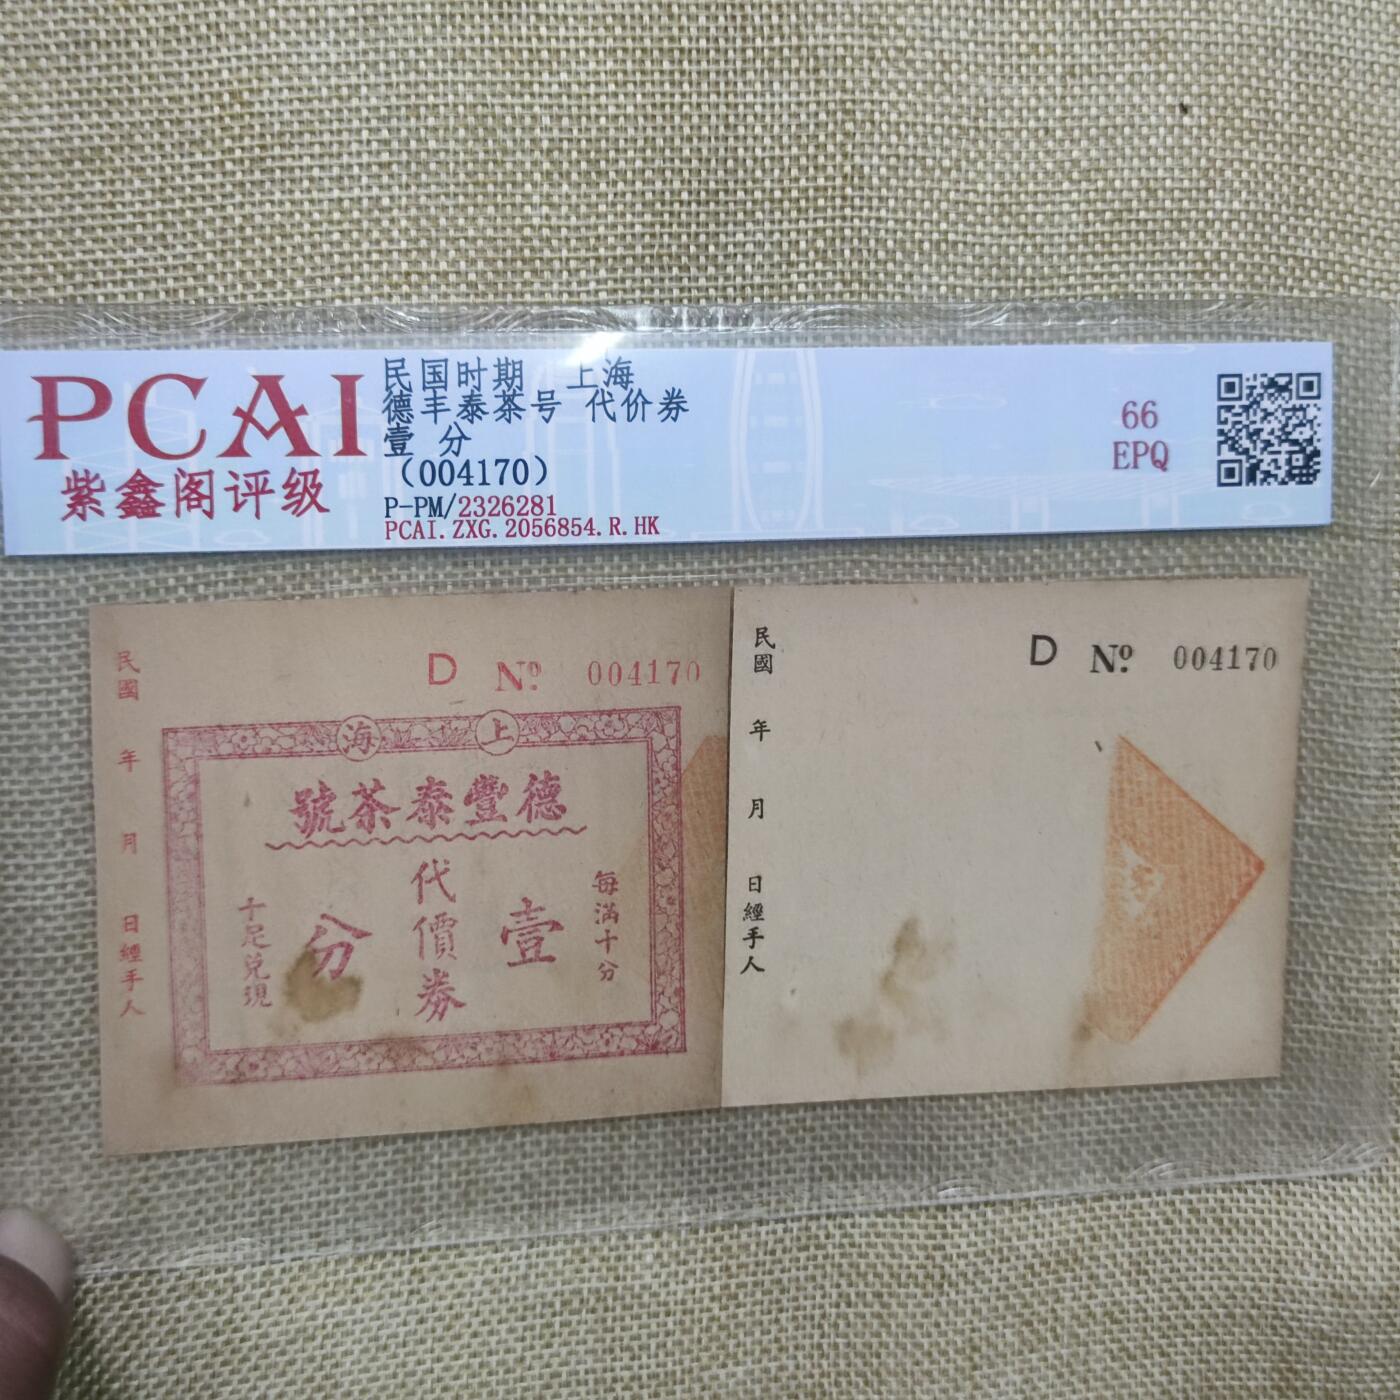 PCAI
紫鑫阁评级
民国时期 上海
德丰泰茶号 代价券
壹 分
（004170）
P-PM/2326281
PCAI.ZXG.2056854.R.HK
66
EPQ
D Nº 004170
民國 年 月 日經手人
海 上
號茶泰豐德
每滿十分
壹
代價券
分
十足兌現
D Nº 004170
民國 年 月 日經手人